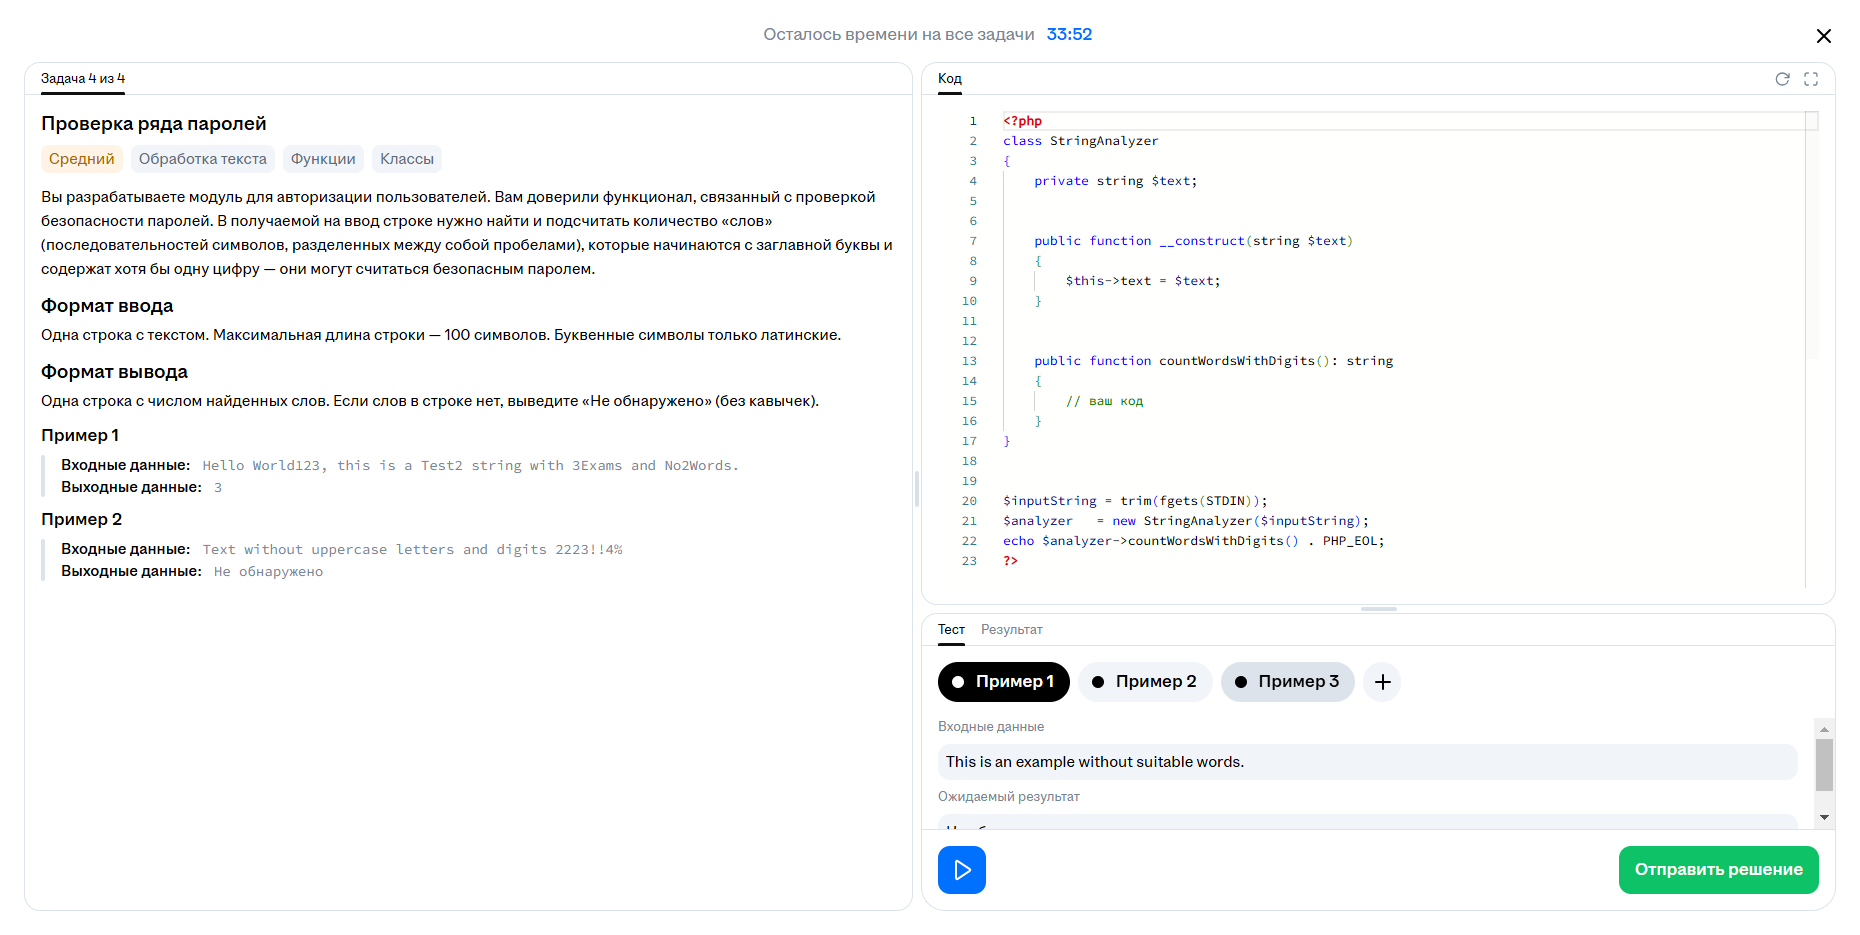 Осталось времени на все задачи 33:52
Задача 4 из 4
Проверка ряда паролей
Средний Обработка текста Функции Классы
Вы разрабатываете модуль для авторизации пользователей. Вам доверили функционал, связанный с проверкой
безопасности паролей. В получаемой на ввод строке нужно найти и подсчитать количество «слов»
(последовательностей символов, разделенных между собой пробелами), которые начинаются с заглавной буквы и
содержат хотя бы одну цифру — они могут считаться безопасным паролем.
Формат ввода
Одна строка с текстом. Максимальная длина строки — 100 символов. Буквенные символы только латинские.
Формат вывода
Одна строка с числом найденных слов. Если слов в строке нет, выведите «Не обнаружено» (без кавычек).
Пример 1
Входные данные: Hello World123, this is a Test2 string with 3Exams and No2Words.
Выходные данные: 3
Пример 2
Входные данные: Text without uppercase letters and digits 2223!!4%
Выходные данные: Не обнаружено
Код
1 <?php
2 class StringAnalyzer
3 {
4 private string $text;
5
6
7 public function __construct(string $text)
8 {
9 $this->text = $text;
10 }
11
12
13 public function countWordsWithDigits(): string
14 {
15 // ваш код
16 }
17 }
18
19
20 $inputString = trim(fgets(STDIN));
21 $analyzer   = new StringAnalyzer($inputString);
22 echo $analyzer->countWordsWithDigits() . PHP_EOL;
23 ?>
Тест Результат
Пример 1 Пример 2 Пример 3
Входные данные
This is an example without suitable words.
Ожидаемый результат
Отправить решение